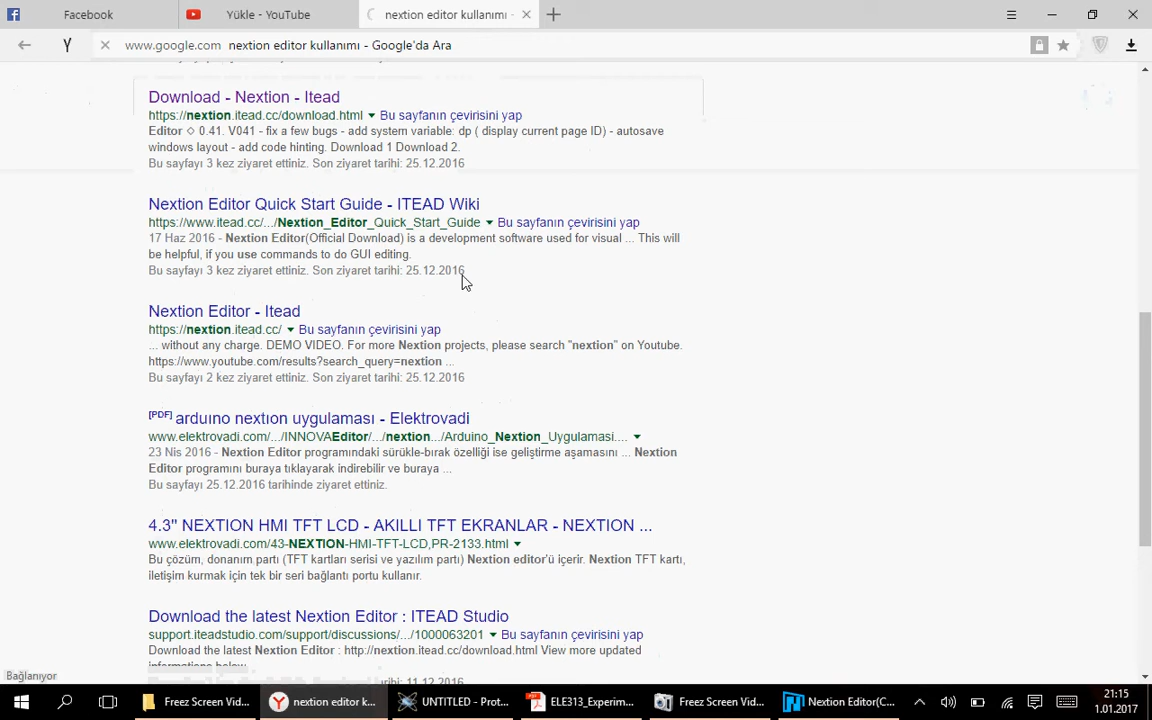 Facebook
Yükle - YouTube
nextion editor kullanımı -
Y
www.google.com nextion editor kullanımı - Google'da Ara
Download - Nextion - Itead
https://nextion.itead.cc/download.html Bu sayfanın çevirisini yap
Editor ◇ 0.41. V041 - fix a few bugs - add system variable: dp ( display current page ID) - autosave
windows layout - add code hinting. Download 1 Download 2.
Bu sayfayı 3 kez ziyaret ettiniz. Son ziyaret tarihi: 25.12.2016
Nextion Editor Quick Start Guide - ITEAD Wiki
https://www.itead.cc/.../Nextion_Editor_Quick_Start_Guide Bu sayfanın çevirisini yap
17 Haz 2016 - Nextion Editor(Official Download) is a development software used for visual ... This will
be helpful, if you use commands to do GUI editing.
Bu sayfayı 3 kez ziyaret ettiniz. Son ziyaret tarihi: 25.12.2016
Nextion Editor - Itead
https://nextion.itead.cc/ Bu sayfanın çevirisini yap
... without any charge. DEMO VIDEO. For more Nextion projects, please search "nextion" on Youtube.
https://www.youtube.com/results?search_query=nextion ...
Bu sayfayı 2 kez ziyaret ettiniz. Son ziyaret tarihi: 25.12.2016
[PDF] arduıno nextıon uygulaması - Elektrovadi
www.elektrovadi.com/.../INNOVAEditor/.../nextion.../Arduino_Nextion_Uygulamasi....
23 Nis 2016 - Nextion Editor programındaki sürükle-bırak özelliği ise geliştirme aşamasını ... Nextion
Editor programını buraya tıklayarak indirebilir ve buraya ...
Bu sayfayı 25.12.2016 tarihinde ziyaret ettiniz.
4.3" NEXTION HMI TFT LCD - AKILLI TFT EKRANLAR - NEXTION ...
www.elektrovadi.com/43-NEXTION-HMI-TFT-LCD,PR-2133.html
Bu çözüm, donanım partı (TFT kartları serisi ve yazılım partı) Nextion editor'ü içerir. Nextion TFT kartı,
iletişim kurmak için tek bir seri bağlantı portu kullanır.
Download the latest Nextion Editor : ITEAD Studio
support.iteadstudio.com/support/discussions/.../1000063201 Bu sayfanın çevirisini yap
Download the latest Nextion Editor : http://nextion.itead.cc/download.html View more updated
informations below.
tarihi: 11.12.2016
Bağlanıyor
Freez Screen Vid...
nextion editor k...
UNTITLED - Prot...
ELE313_Experim...
Freez Screen Vid...
Nextion Editor(C...
21:15
1.01.2017